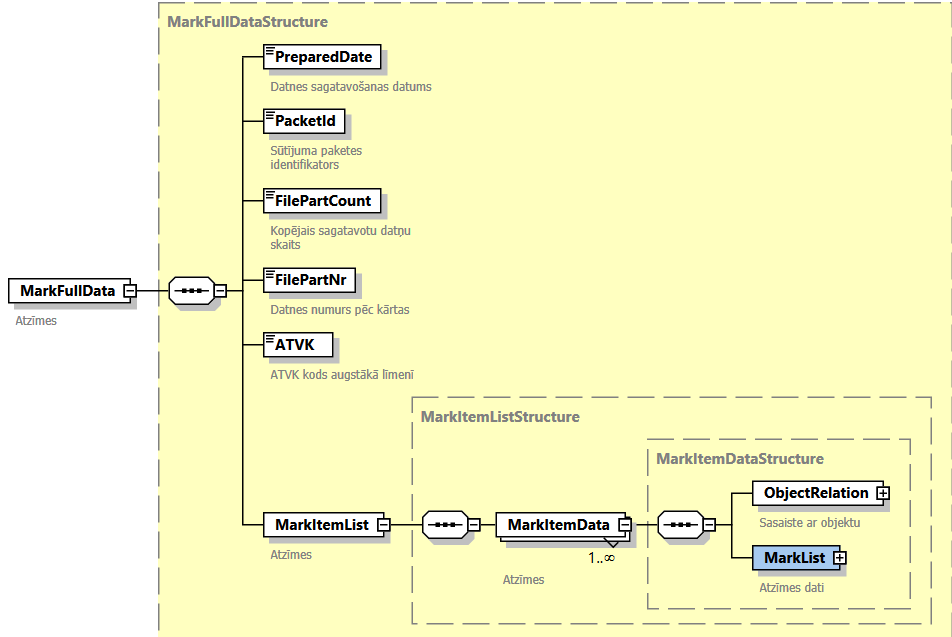 MarkFullDataStructure
PreparedDate
Datnes sagatavošanas datums
PacketId
Sūtījuma paketes
identifikators
FilePartCount
Kopējais sagatavotu datņu
skaits
FilePartNr
Datnes numurs pēc kārtas
MarkFullData
Atzīmes
ATVK
ATVK kods augstākā līmenī
MarkItemListStructure
MarkItemDataStructure
MarkItemList
Atzīmes
MarkItemData
1..∞
Atzīmes
ObjectRelation
Sasaiste ar objektu
MarkList
Atzīmes dati